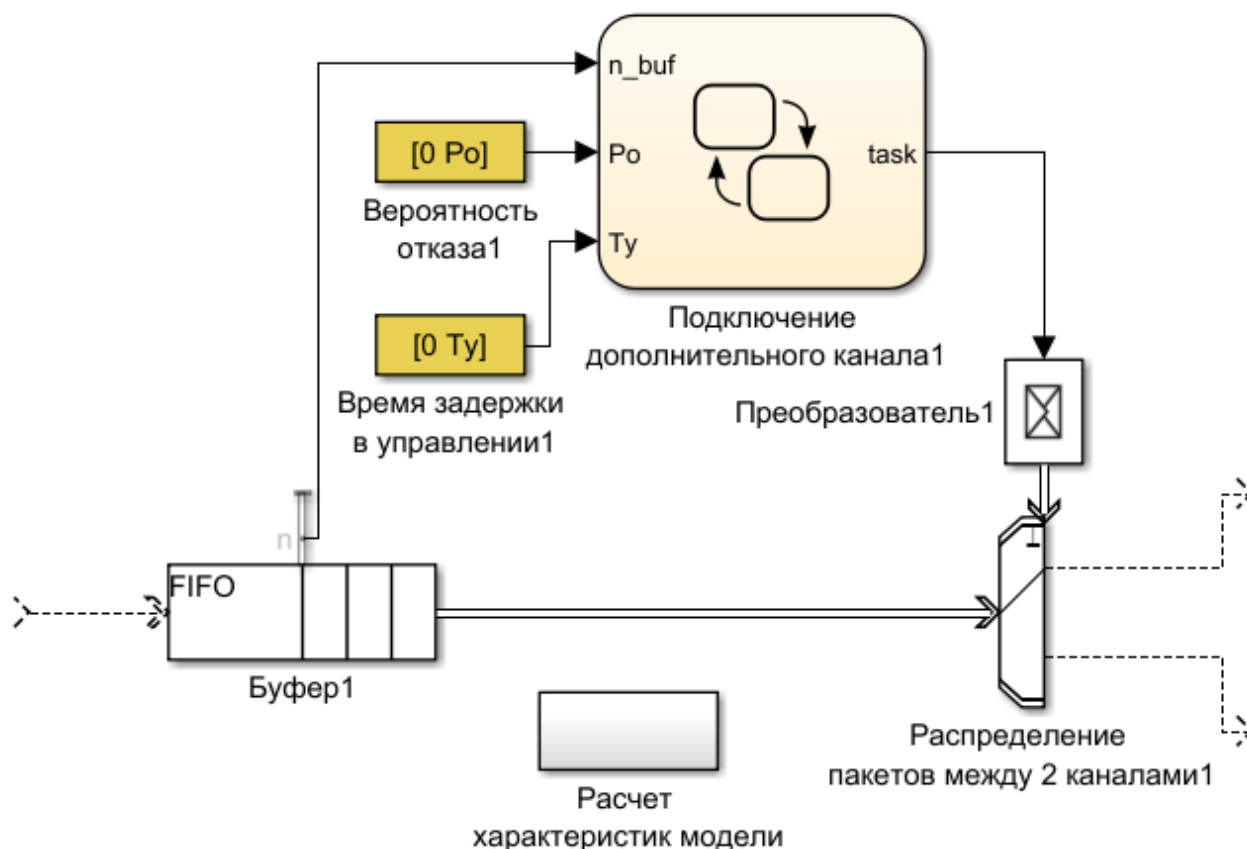 n_buf
[0 Po]
Po
task
Вероятность
отказа1
Ty
[0 Ty]
Подключение
дополнительного канала1
Время задержки
в управлении1
Преобразователь1
n
FIFO
Буфер1
Распределение
пакетов между 2 каналами1
Расчет
характеристик модели